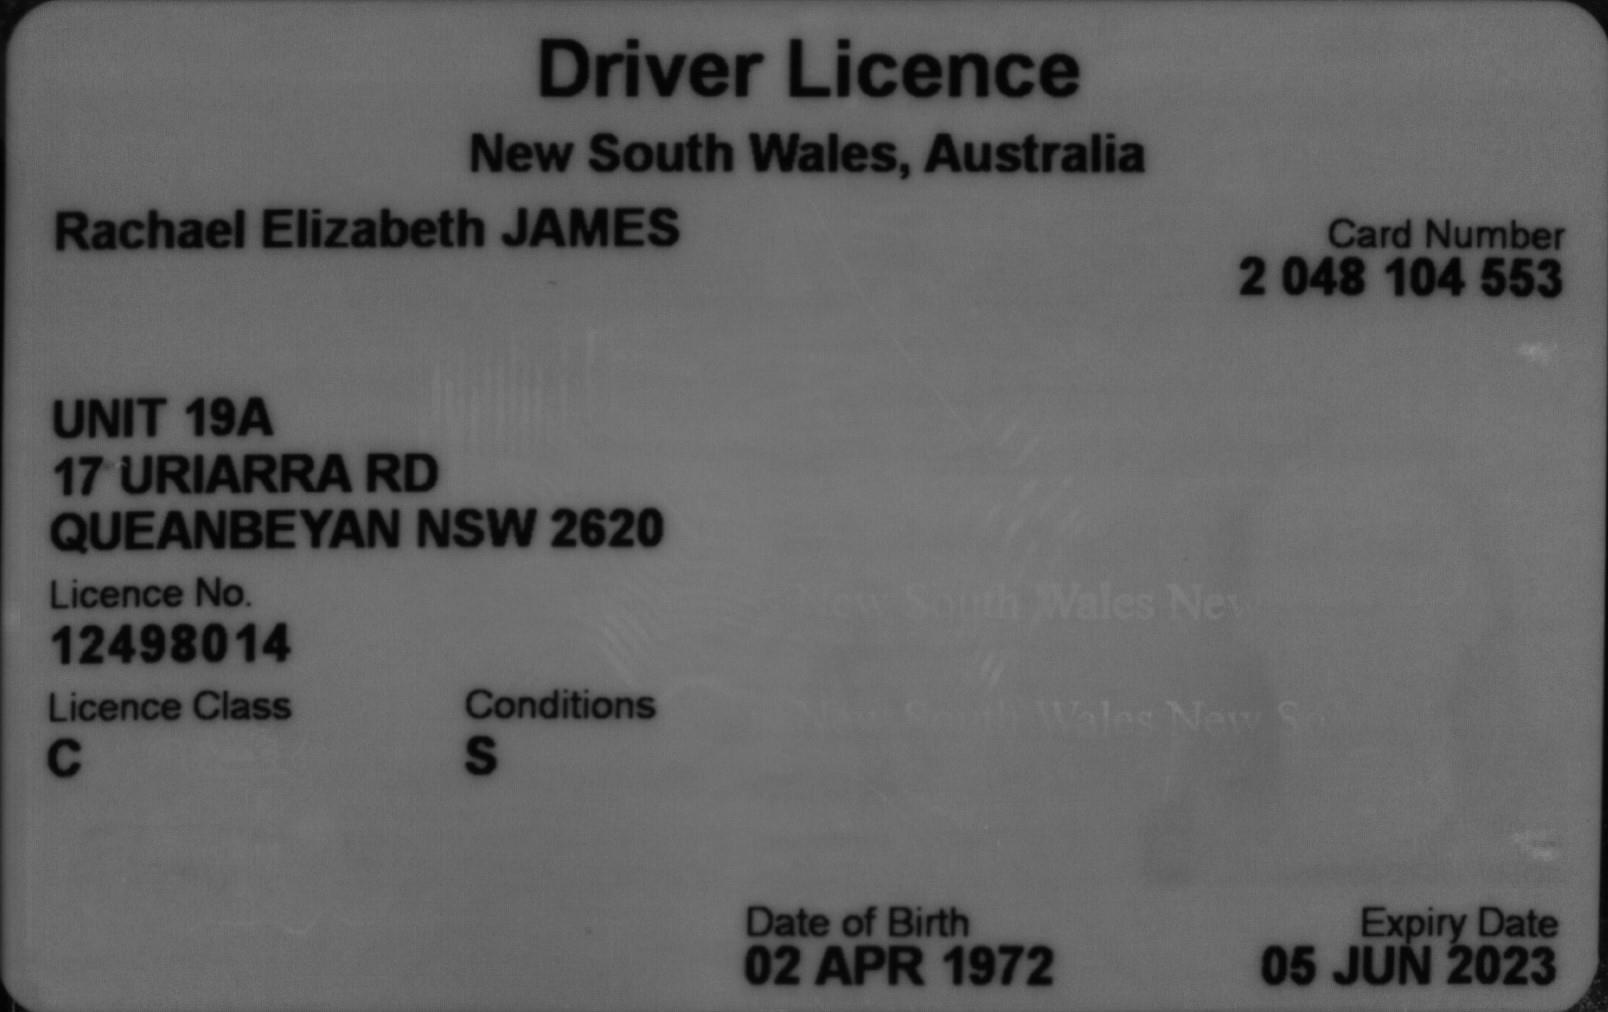 Driver Licence
New South Wales, Australia
Rachael Elizabeth JAMES
Card Number
2 048 104 553
UNIT 19A
17 URIARRA RD
QUEANBEYAN NSW 2620
Licence No.
12498014
Licence Class
Conditions
C
S
New South Wales New
New South Wales New So
Date of Birth
02 APR 1972
Expiry Date
05 JUN 2023